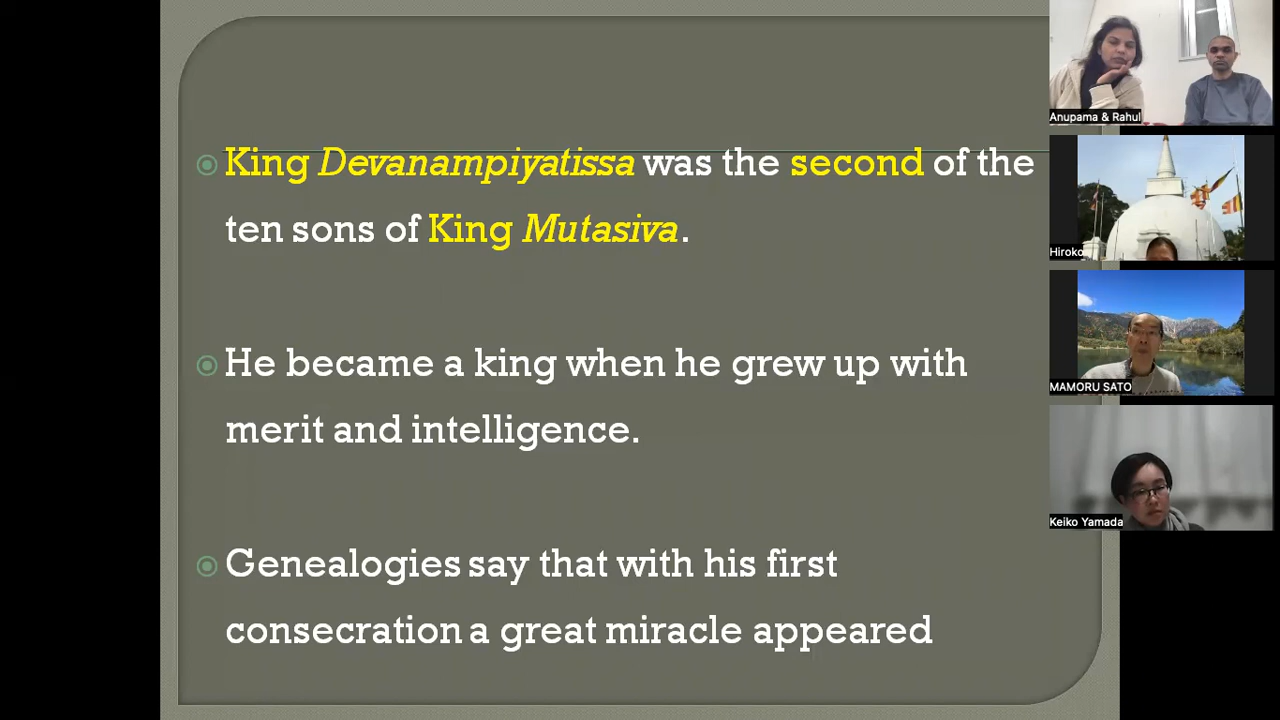 King Devanampiyatissa was the second of the
ten sons of King Mutasiva.
He became a king when he grew up with
merit and intelligence.
Genealogies say that with his first
consecration a great miracle appeared
Anupama & Rahul
Hiroko
MAMORU SATO
Keiko Yamada